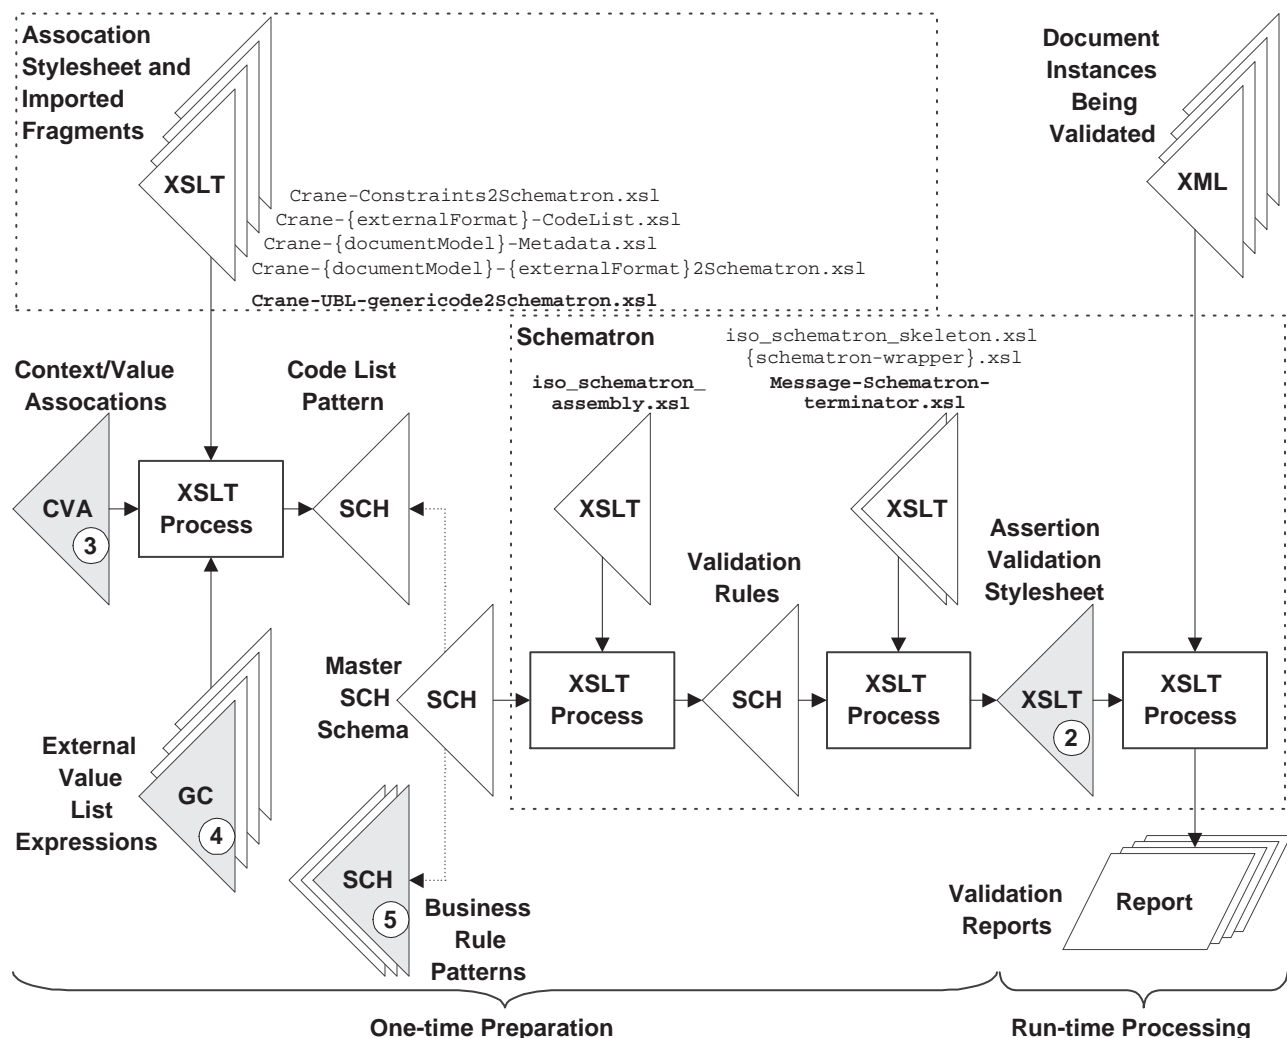 Assocation
Stylesheet and
Imported
Fragments
XSLT
Crane-Constraints2Schematron.xsl
Crane-{externalFormat}-CodeList.xsl
Crane-{documentModel}-Metadata.xsl
Crane-{documentModel}-{externalFormat}2Schematron.xsl
Crane-UBL-genericode2Schematron.xsl
Document
Instances
Being
Validated
XML
Schematron
iso_schematron_skeleton.xsl
{schematron-wrapper}.xsl
Message-Schematron-
terminator.xsl
iso_schematron_
assembly.xsl
Context/Value
Assocations
Code List
Pattern
CVA
3
XSLT
Process
SCH
XSLT
XSLT
Assertion
Validation
Stylesheet
Validation
Rules
Master
SCH
Schema
SCH
XSLT
Process
SCH
XSLT
Process
XSLT
2
XSLT
Process
External
Value
List
Expressions
GC
4
SCH
5
Business
Rule
Patterns
Validation
Reports
Report
One-time Preparation
Run-time Processing